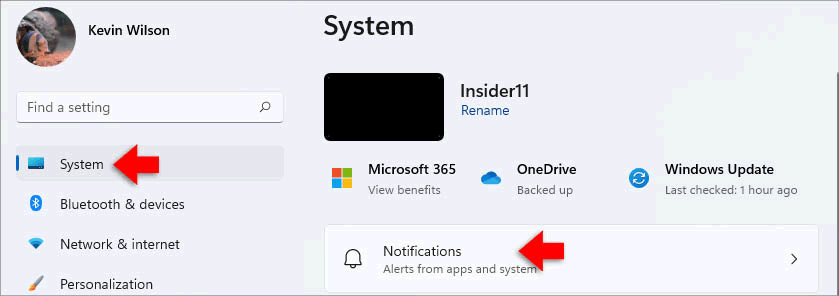 Kevin Wilson
Find a setting
System
Bluetooth & devices
Network & internet
Personalization
System
Insider11
Rename
Microsoft 365
View benefits
OneDrive
Backed up
Windows Update
Last checked: 1 hour ago
Notifications
Alerts from apps and system